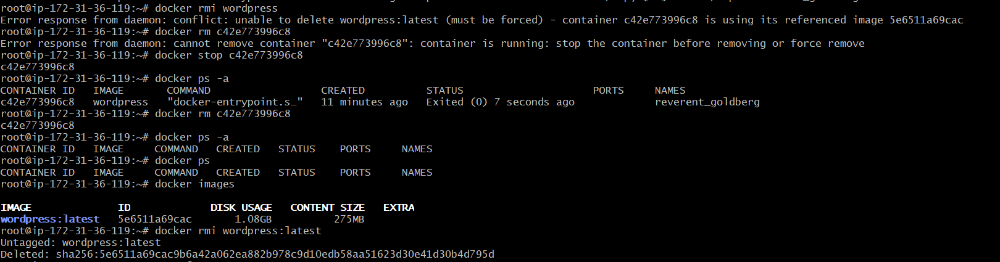 root@ip-172-31-36-119:~# docker rmi wordpress
Error response from daemon: conflict: unable to delete wordpress:latest (must be forced) - container c42e773996c8 is using its referenced image 5e6511a69cac
root@ip-172-31-36-119:~# docker rm c42e773996c8
Error response from daemon: cannot remove container "c42e773996c8": container is running: stop the container before removing or force remove
root@ip-172-31-36-119:~# docker stop c42e773996c8
c42e773996c8
root@ip-172-31-36-119:~# docker ps -a
CONTAINER ID   IMAGE       COMMAND                  CREATED          STATUS                     PORTS     NAMES
c42e773996c8   wordpress   "docker-entrypoint.s…"   11 minutes ago   Exited (0) 7 seconds ago             reverent_goldberg
root@ip-172-31-36-119:~# docker rm c42e773996c8
c42e773996c8
root@ip-172-31-36-119:~# docker ps -a
CONTAINER ID   IMAGE     COMMAND   CREATED   STATUS    PORTS     NAMES
root@ip-172-31-36-119:~# docker ps
CONTAINER ID   IMAGE     COMMAND   CREATED   STATUS    PORTS     NAMES
root@ip-172-31-36-119:~# docker images
IMAGE              ID             DISK USAGE   CONTENT SIZE   EXTRA
wordpress:latest   5e6511a69cac       1.08GB          275MB
root@ip-172-31-36-119:~# docker rmi wordpress:latest
Untagged: wordpress:latest
Deleted: sha256:5e6511a69cac9b6a42a062ea882b978c9d10edb58aa51623d30e41d30b4d795d